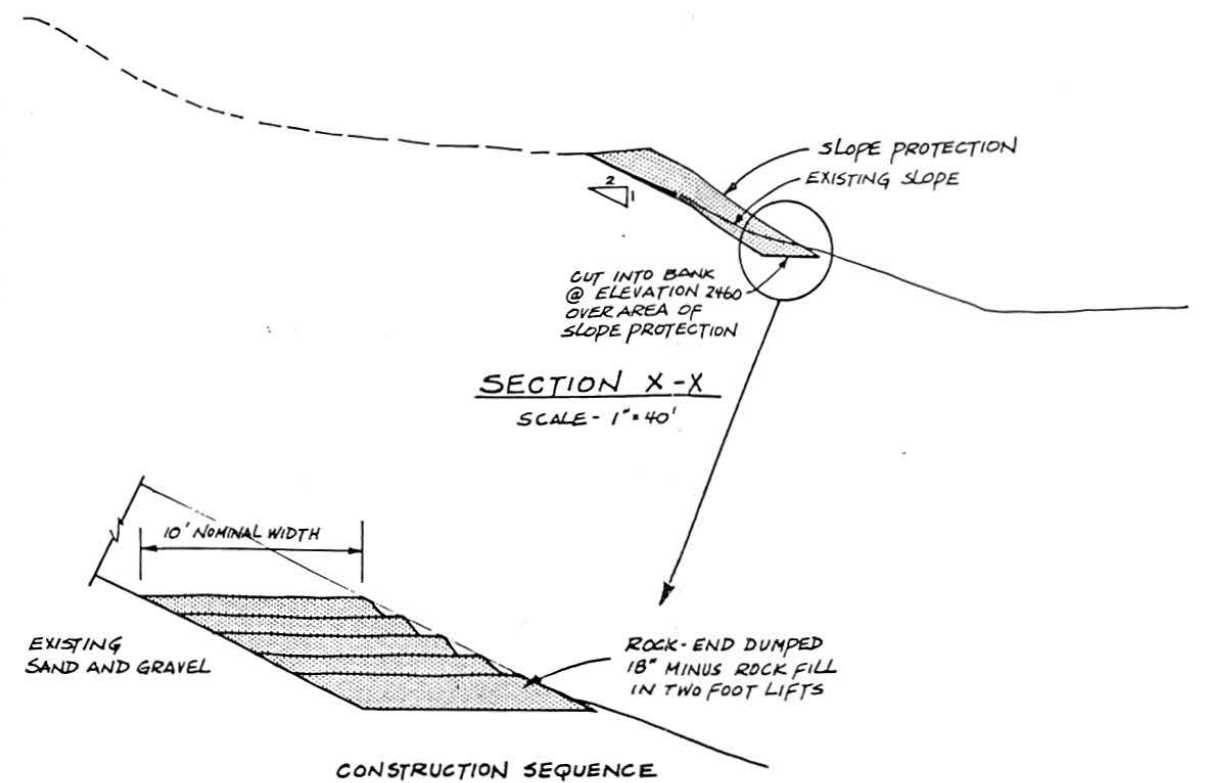 SLOPE PROTECTION
EXISTING SLOPE
2
1
CUT INTO BANK
@ ELEVATION 2460
OVER AREA OF
SLOPE PROTECTION
SECTION X-X
SCALE - 1" = 40'
10' NOMINAL WIDTH
EXISTING
SAND AND GRAVEL
ROCK-END DUMPED
18" MINUS ROCK FILL
IN TWO FOOT LIFTS
CONSTRUCTION SEQUENCE